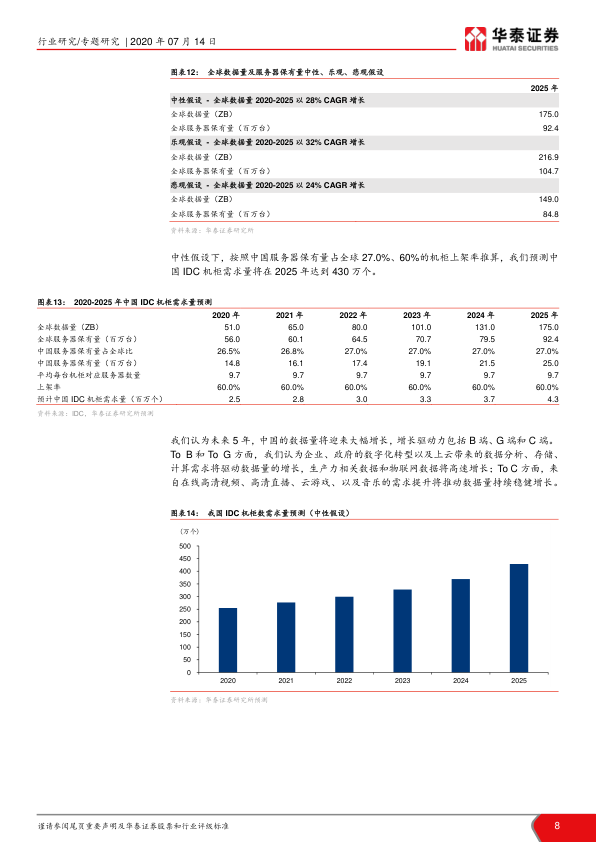 行业研究/专题研究 | 2020 年 07 月 14 日
华泰证券
HUATAI SECURITIES
图表12： 全球数据量及服务器保有量中性、乐观、悲观假设
2025 年
中性假设 - 全球数据量 2020-2025 以 28% CAGR 增长
全球数据量（ZB） 175.0
全球服务器保有量（百万台） 92.4
乐观假设 - 全球数据量 2020-2025 以 32% CAGR 增长
全球数据量（ZB） 216.9
全球服务器保有量（百万台） 104.7
悲观假设 - 全球数据量 2020-2025 以 24% CAGR 增长
全球数据量（ZB） 149.0
全球服务器保有量（百万台） 84.8
资料来源：华泰证券研究所
中性假设下，按照中国服务器保有量占全球 27.0%、60%的机柜上架率推算，我们预测中
国 IDC 机柜需求量将在 2025 年达到 430 万个。
图表13： 2020-2025 年中国 IDC 机柜需求量预测
2020 年 2021 年 2022 年 2023 年 2024 年 2025 年
全球数据量（ZB） 51.0 65.0 80.0 101.0 131.0 175.0
全球服务器保有量（百万台） 56.0 60.1 64.5 70.7 79.5 92.4
中国服务器保有量占全球比 26.5% 26.8% 27.0% 27.0% 27.0% 27.0%
中国服务器保有量（百万台） 14.8 16.1 17.4 19.1 21.5 25.0
平均每台机柜对应服务器数量 9.7 9.7 9.7 9.7 9.7 9.7
上架率 60.0% 60.0% 60.0% 60.0% 60.0% 60.0%
预计中国 IDC 机柜需求量（百万个） 2.5 2.8 3.0 3.3 3.7 4.3
资料来源：IDC，华泰证券研究所预测
我们认为未来 5 年，中国的数据量将迎来大幅增长，增长驱动力包括 B 端、G 端和 C 端。
To B 和 To G 方面，我们认为企业、政府的数字化转型以及上云带来的数据分析、存储、
计算需求将驱动数据量的增长，生产力相关数据和物联网数据将高速增长；To C 方面，来
自在线高清视频、高清直播、云游戏、以及音乐的需求提升将推动数据量持续稳健增长。
图表14： 我国 IDC 机柜数需求量预测（中性假设）
(万个)
500
450
400
350
300
250
200
150
100
50
0
2020 2021 2022 2023 2024 2025
资料来源：华泰证券研究所预测
谨请参阅尾页重要声明及华泰证券股票和行业评级标准
8